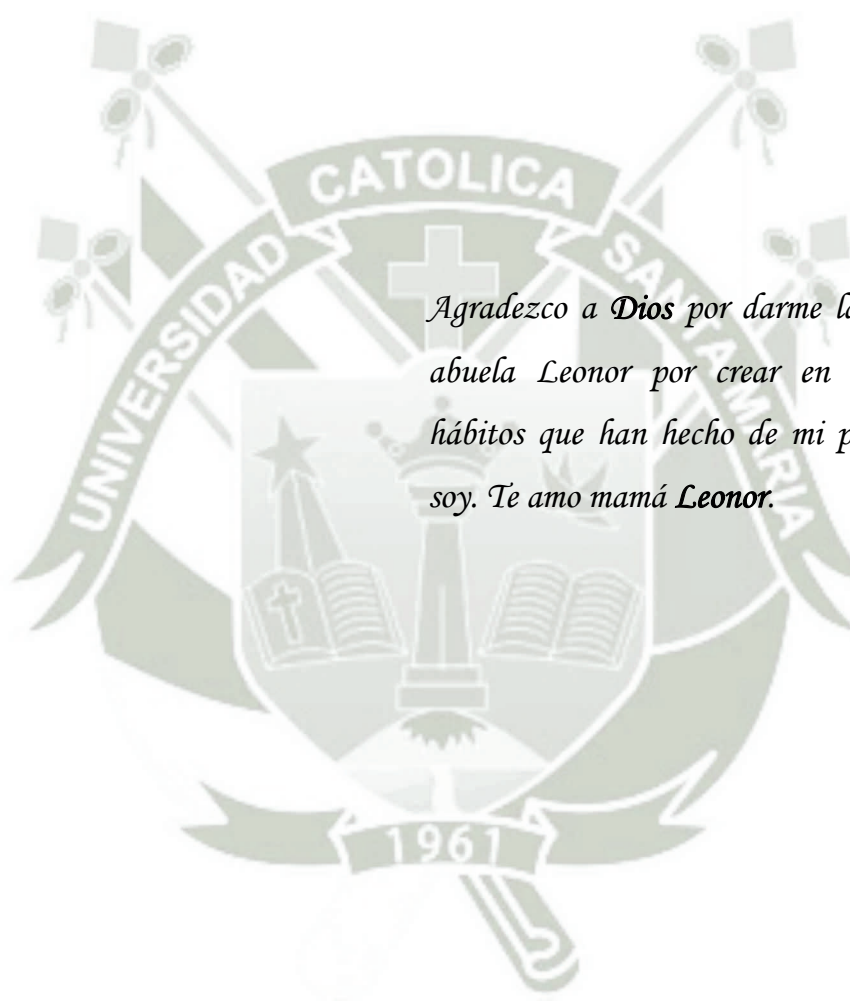 CATOLICA
UNIVERSIDAD
SANTA MARIA
Agradezco a Dios por darme la
abuela Leonor por crear en
hábitos que han hecho de mi p
soy. Te amo mamá Leonor.
1961